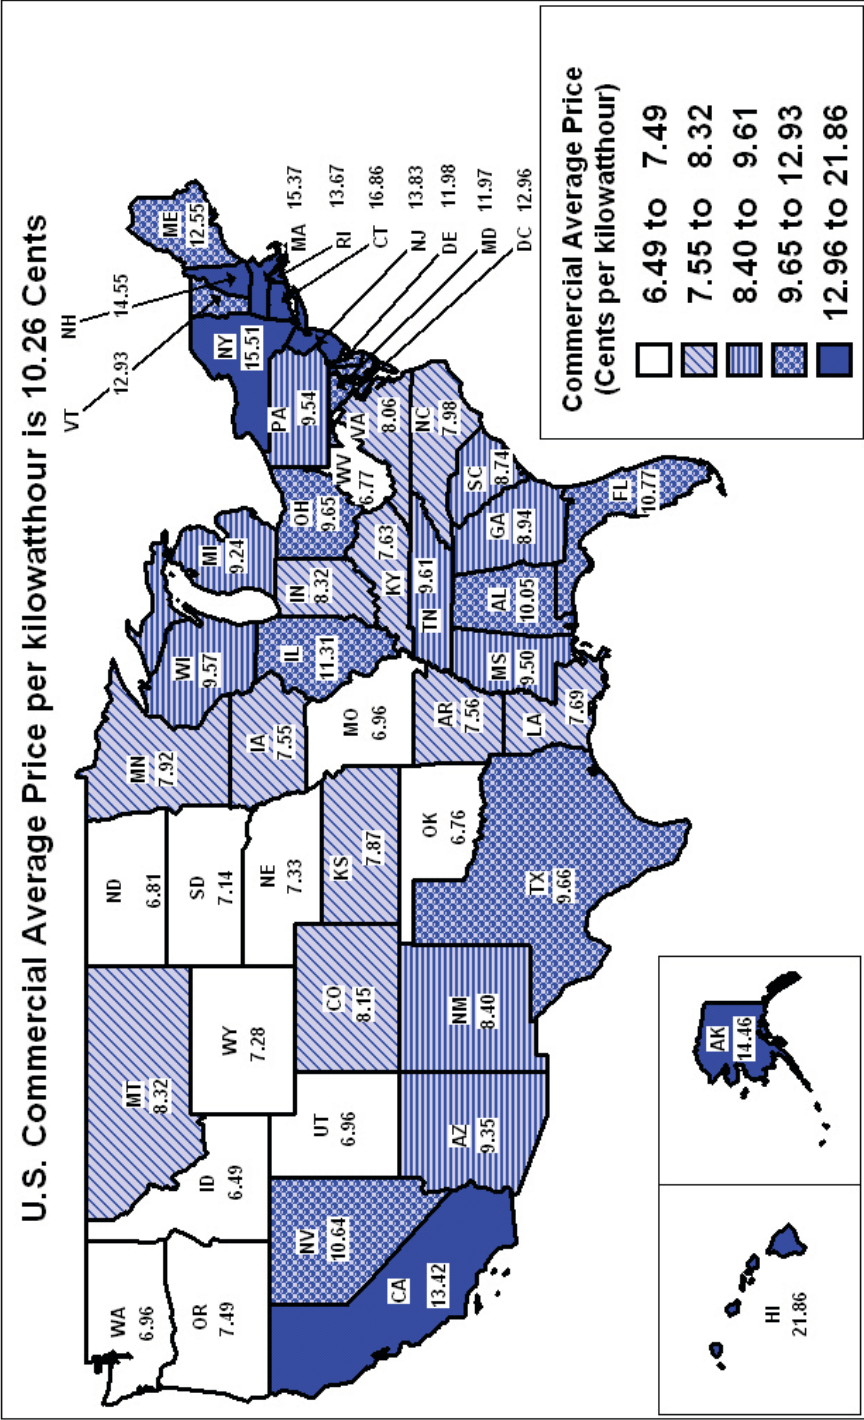 U.S. Commercial Average Price per kilowatthour is 10.26 Cents
WA
6.96
OR
7.49
CA
13.42
NV
10.64
ID
6.49
MT
8.32
WY
7.28
UT
6.96
AZ
9.35
CO
8.15
NM
8.40
ND
6.81
SD
7.14
NE
7.33
KS
7.87
OK
6.76
TX
9.66
MN
7.92
IA
7.55
MO
6.96
AR
7.56
LA
7.69
WI
9.57
IL
11.31
MS
9.50
MI
9.24
IN
8.32
KY
7.63
TN 9.61
AL
10.05
OH
9.65
GA
8.94
FL
10.77
SC
8.74
NC
7.98
VA
8.06
WV
6.77
PA
9.54
NY
15.51
VT
12.93
NH
14.55
ME
12.55
MA 15.37
RI 13.67
CT 16.86
NJ 13.83
DE 11.98
MD 11.97
DC 12.96
HI
21.86
AK
14.46
Commercial Average Price
(Cents per kilowatthour)
6.49 to 7.49
7.55 to 8.32
8.40 to 9.61
9.65 to 12.93
12.96 to 21.86